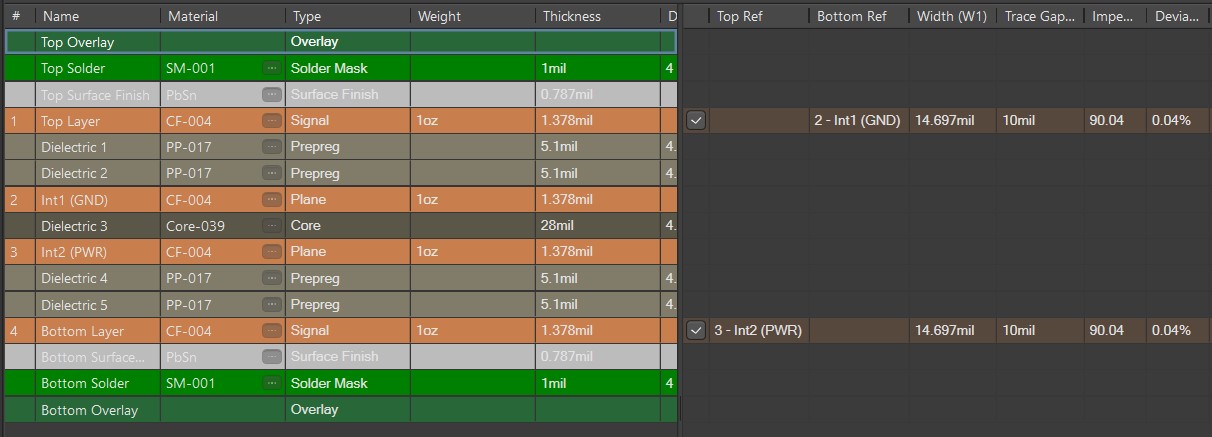 # Name Material Type Weight Thickness D Top Ref Bottom Ref Width (W1) Trace Gap... Impe... Devia...
Top Overlay Overlay
Top Solder SM-001 Solder Mask 1mil 4
Top Surface Finish PbSn Surface Finish 0.787mil
1 Top Layer CF-004 Signal 1oz 1.378mil 2 - Int1 (GND) 14.697mil 10mil 90.04 0.04%
Dielectric 1 PP-017 Prepreg 5.1mil 4.
Dielectric 2 PP-017 Prepreg 5.1mil 4.
2 Int1 (GND) CF-004 Plane 1oz 1.378mil
Dielectric 3 Core-039 Core 28mil 4.
3 Int2 (PWR) CF-004 Plane 1oz 1.378mil
Dielectric 4 PP-017 Prepreg 5.1mil 4.
Dielectric 5 PP-017 Prepreg 5.1mil 4.
4 Bottom Layer CF-004 Signal 1oz 1.378mil 3 - Int2 (PWR) 14.697mil 10mil 90.04 0.04%
Bottom Surface... PbSn Surface Finish 0.787mil
Bottom Solder SM-001 Solder Mask 1mil 4
Bottom Overlay Overlay